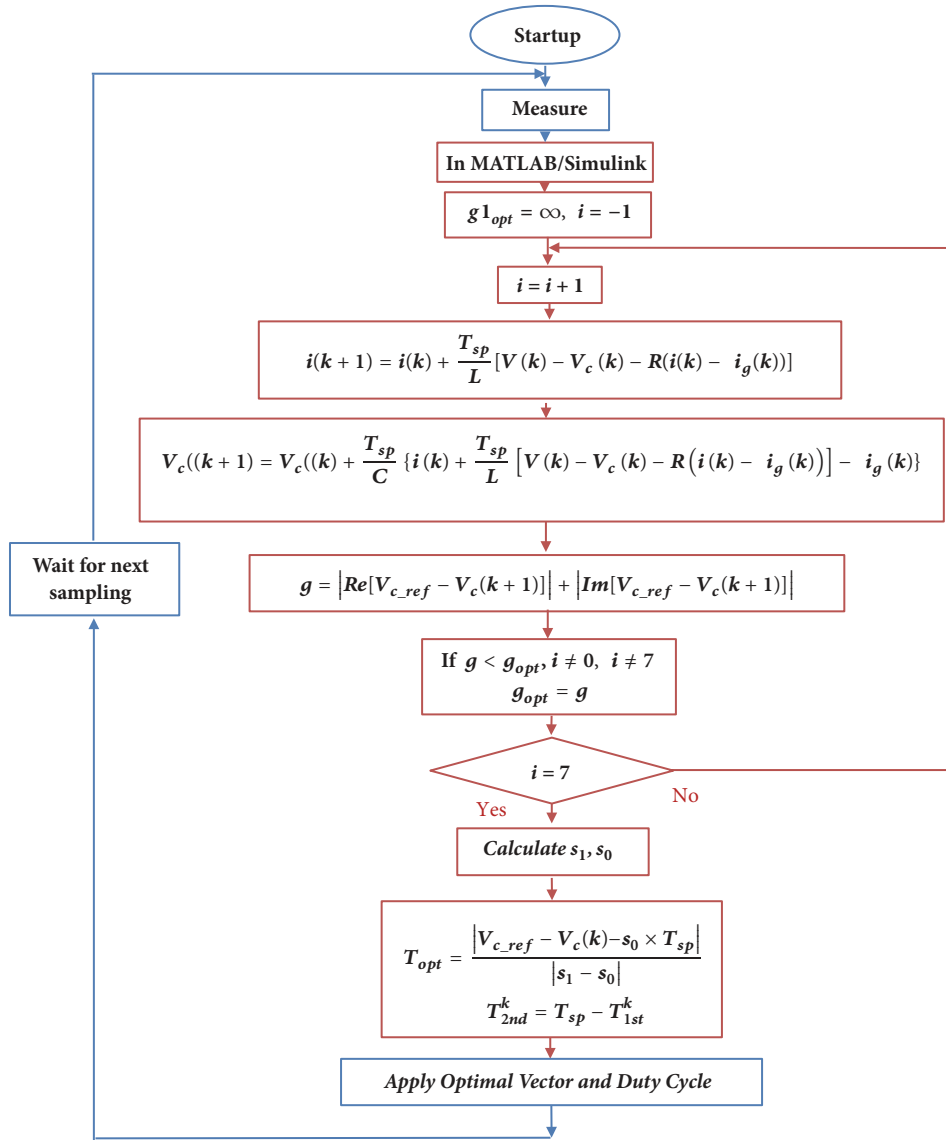 Startup
Measure
In MATLAB/Simulink
g1_opt = ∞, i = −1
i = i + 1
i(k + 1) = i(k) + T_sp/L [V(k) − V_c(k) − R(i(k) − i_g(k))]
V_c((k + 1) = V_c((k) + T_sp/C {i(k) + T_sp/L [V(k) − V_c(k) − R(i(k) − i_g(k))] − i_g(k)}
Wait for next
sampling
g = |Re[V_c_ref − V_c(k + 1)]| + |Im[V_c_ref − V_c(k + 1)]|
If g < g_opt, i ≠ 0, i ≠ 7
g_opt = g
i = 7
Yes
No
Calculate s_1, s_0
T_opt = |V_c_ref − V_c(k)−s_0 × T_sp| / |s_1 − s_0|
T^k_2nd = T_sp − T^k_1st
Apply Optimal Vector and Duty Cycle